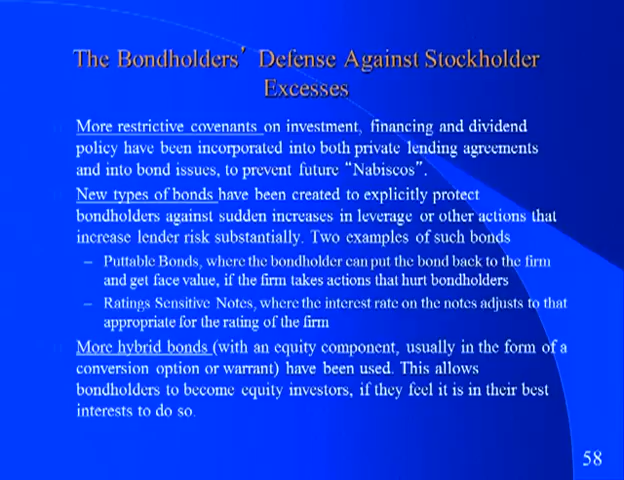 The Bondholders´ Defense Against Stockholder
Excesses
More restrictive covenants on investment, financing and dividend
policy have been incorporated into both private lending agreements
and into bond issues, to prevent future “Nabiscos”.
New types of bonds have been created to explicitly protect
bondholders against sudden increases in leverage or other actions that
increase lender risk substantially. Two examples of such bonds
– Puttable Bonds, where the bondholder can put the bond back to the firm
and get face value, if the firm takes actions that hurt bondholders
– Ratings Sensitive Notes, where the interest rate on the notes adjusts to that
appropriate for the rating of the firm
More hybrid bonds (with an equity component, usually in the form of a
conversion option or warrant) have been used. This allows
bondholders to become equity investors, if they feel it is in their best
interests to do so.
58